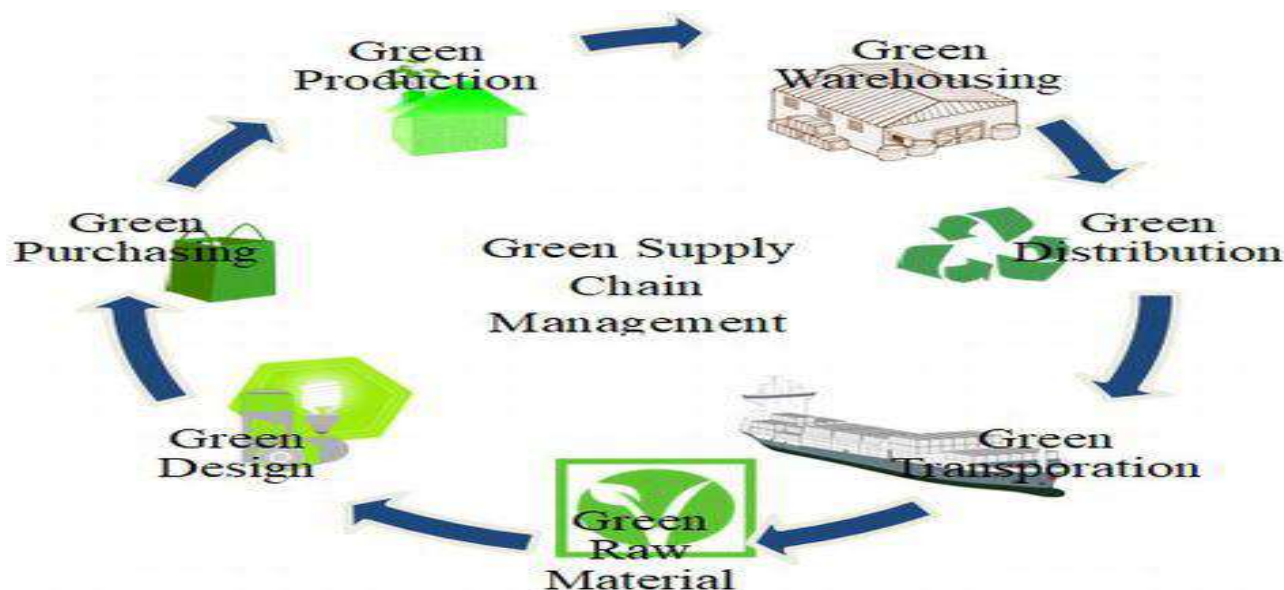 Green
Production
Green
Warehousing
Green
Purchasing
Green Supply
Chain
Management
Green
Distribution
Green
Design
Green
Transporation
Green
Raw
Material